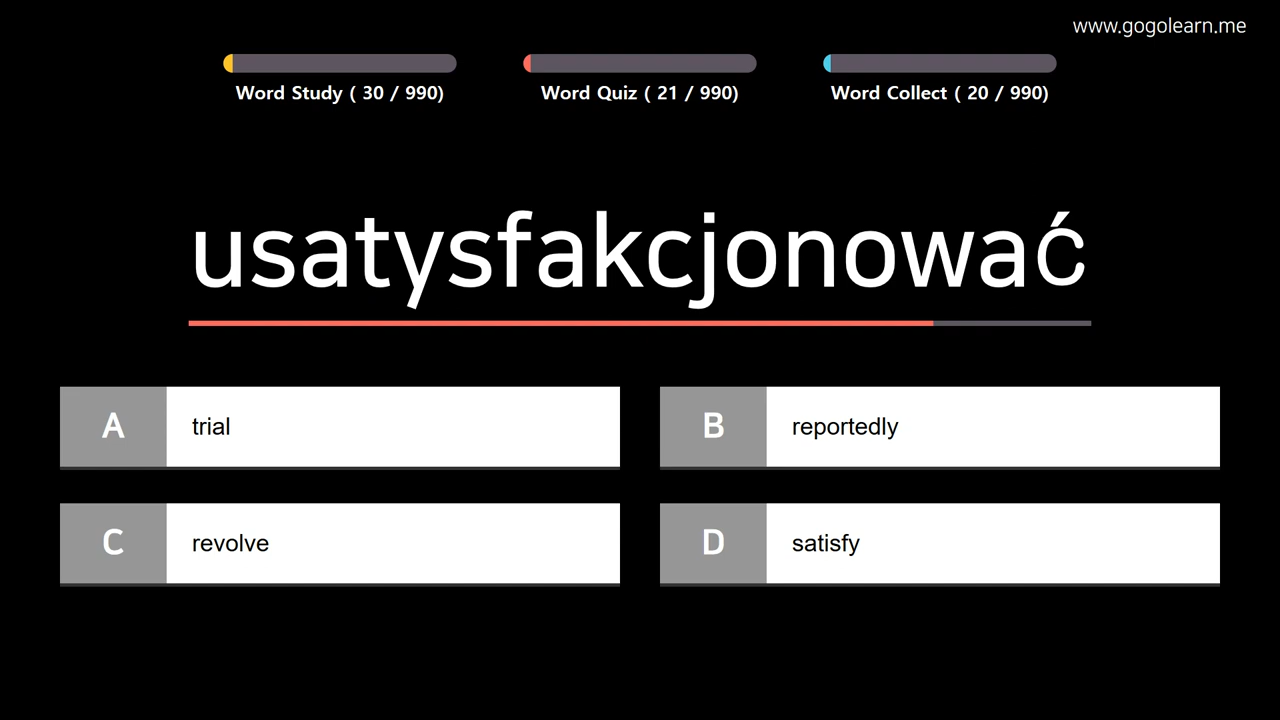 www.gogolearn.me
Word Study ( 30 / 990)
Word Quiz ( 21 / 990)
Word Collect ( 20 / 990)
usatysfakcjonować
A trial
B reportedly
C revolve
D satisfy